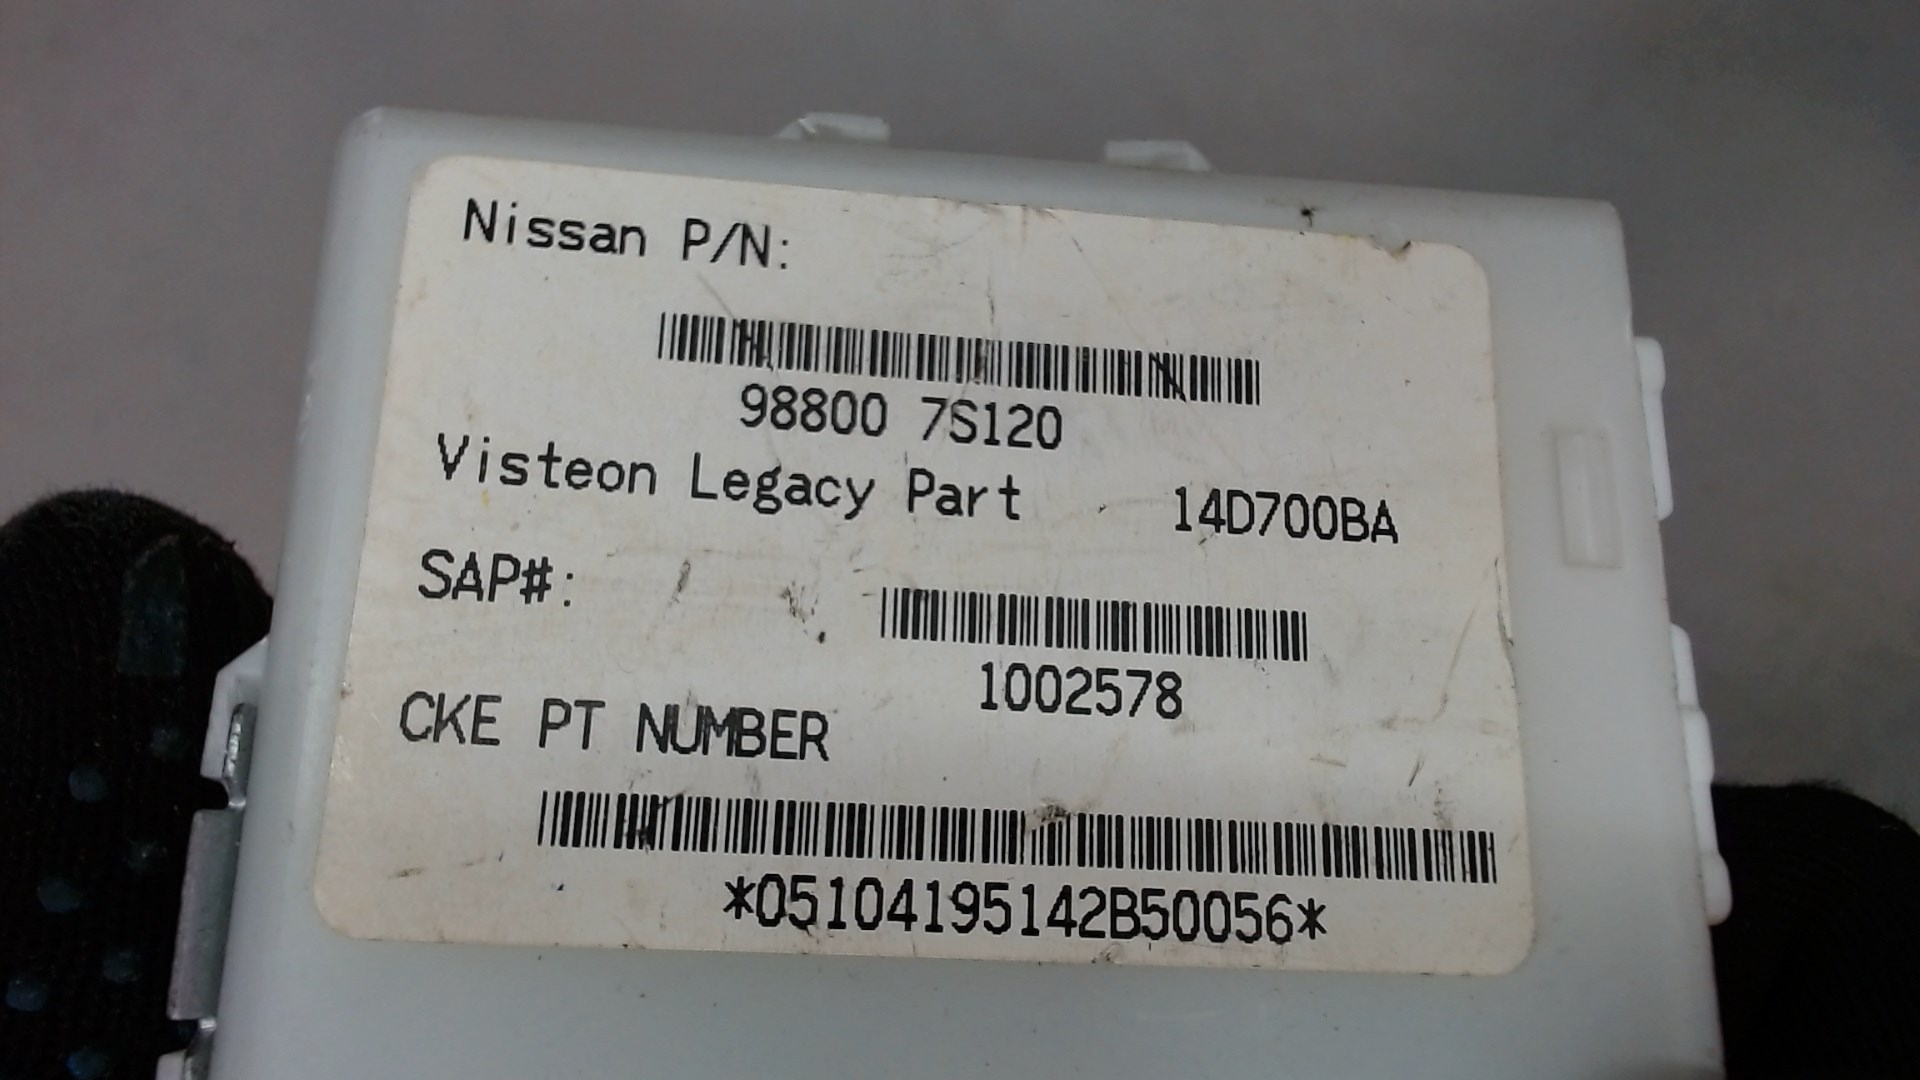 Nissan P/N:
98800 7S120
Visteon Legacy Part 14D700BA
SAP#:
1002578
CKE PT NUMBER
*05104195142B50056*